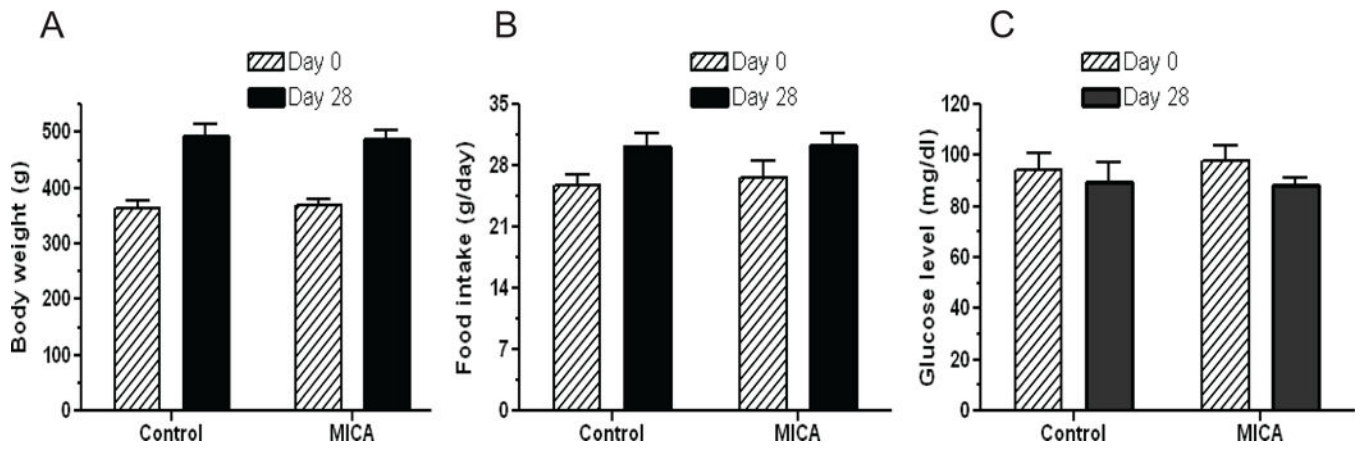 A
Day 0
Day 28
Body weight (g)
500
400
300
200
100
0
Control
MICA
B
Day 0
Day 28
Food intake (g/day)
35
28
21
14
7
0
Control
MICA
C
Day 0
Day 28
Glucose level (mg/dl)
120
100
80
60
40
20
0
Control
MICA